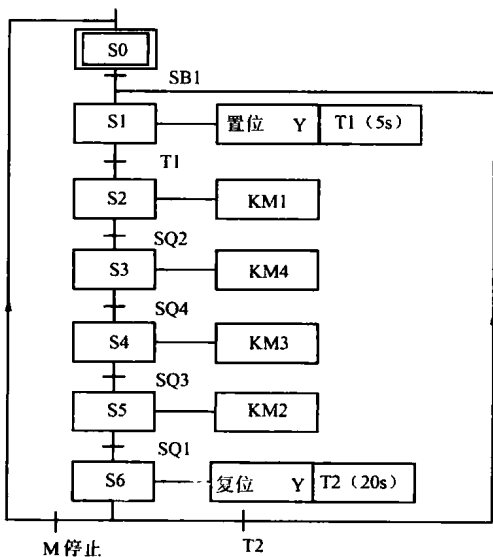 S0
SB1
S1 置位 Y T1（5s）
T1
S2 KM1
SQ2
S3 KM4
SQ4
S4 KM3
SQ3
S5 KM2
SQ1
S6 复位 Y T2（20s）
M 停止 T2